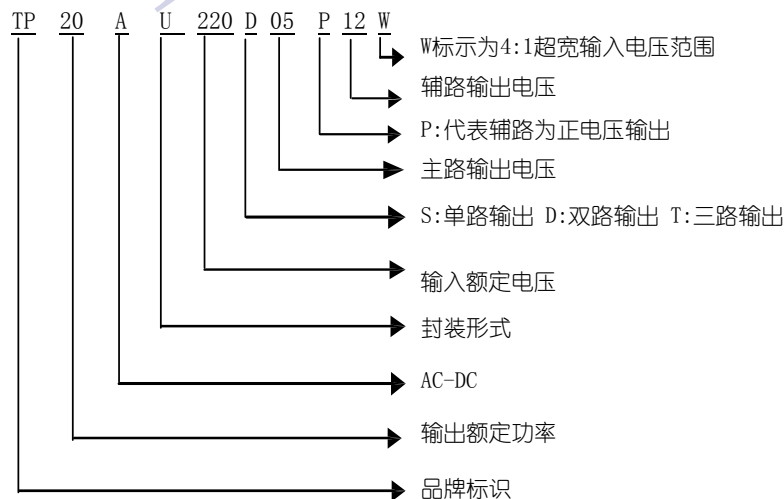 TP 20 A U 220 D 05 P 12 W
W标示为4:1超宽输入电压范围
辅路输出电压
P:代表辅路为正电压输出
主路输出电压
S:单路输出 D:双路输出 T:三路输出
输入额定电压
封装形式
AC-DC
输出额定功率
品牌标识